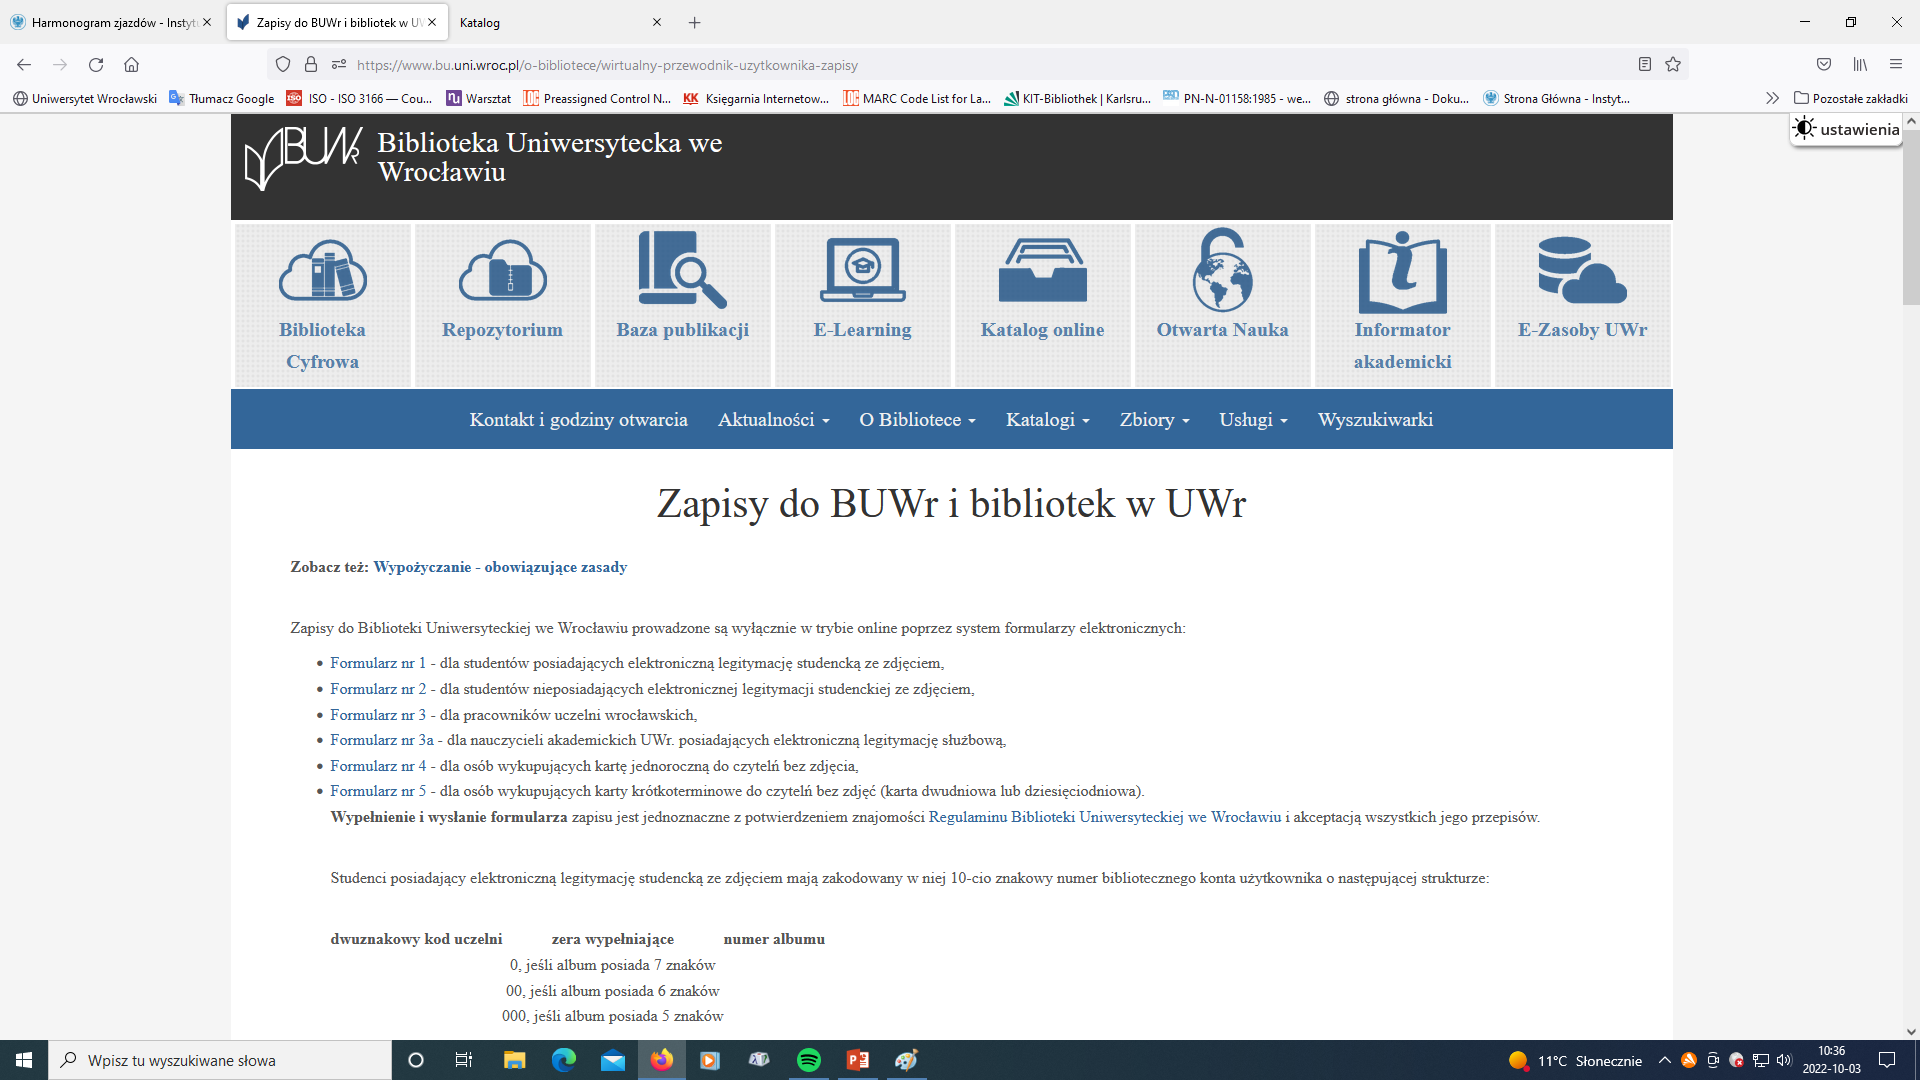 Harmonogram zjazdów - Instytu
Zapisy do BUWr i bibliotek w UW
Katalog
https://www.bu.uni.wroc.pl/o-bibliotece/wirtualny-przewodnik-uzytkownika-zapisy
Uniwersytet Wrocławski
Tłumacz Google
ISO - ISO 3166 — Cou...
Warsztat
Preassigned Control N...
KK Księgarnia Internetow...
MARC Code List for La...
KIT-Bibliothek | Karlsru...
PN-N-01158:1985 - we...
strona główna - Doku...
Strona Główna - Instyt...
Pozostałe zakładki
ustawienia
BUWr
Biblioteka Uniwersytecka we
Wrocławiu
Biblioteka
Cyfrowa
Repozytorium
Baza publikacji
E-Learning
Katalog online
Otwarta Nauka
Informator
akademicki
E-Zasoby UWr
Kontakt i godziny otwarcia
Aktualności
O Bibliotece
Katalogi
Zbiory
Usługi
Wyszukiwarki
Zapisy do BUWr i bibliotek w UWr
Zobacz też: Wypożyczanie - obowiązujące zasady
Zapisy do Biblioteki Uniwersyteckiej we Wrocławiu prowadzone są wyłącznie w trybie online poprzez system formularzy elektronicznych:
Formularz nr 1 - dla studentów posiadających elektroniczną legitymację studencką ze zdjęciem,
Formularz nr 2 - dla studentów nieposiadających elektronicznej legitymacji studenckiej ze zdjęciem,
Formularz nr 3 - dla pracowników uczelni wrocławskich,
Formularz nr 3a - dla nauczycieli akademickich UWr. posiadających elektroniczną legitymację służbową,
Formularz nr 4 - dla osób wykupujących kartę jednoroczną do czytelń bez zdjęcia,
Formularz nr 5 - dla osób wykupujących karty krótkoterminowe do czytelń bez zdjęć (karta dwudniowa lub dziesięciodniowa).
Wypełnienie i wysłanie formularza zapisu jest jednoznaczne z potwierdzeniem znajomości Regulaminu Biblioteki Uniwersyteckiej we Wrocławiu i akceptacją wszystkich jego przepisów.
Studenci posiadający elektroniczną legitymację studencką ze zdjęciem mają zakodowany w niej 10-cio znakowy numer bibliotecznego konta użytkownika o następującej strukturze:
dwuznakowy kod uczelni zera wypełniające numer albumu
0, jeśli album posiada 7 znaków
00, jeśli album posiada 6 znaków
000, jeśli album posiada 5 znaków
Wpisz tu wyszukiwane słowa
11°C Słonecznie
10:36
2022-10-03